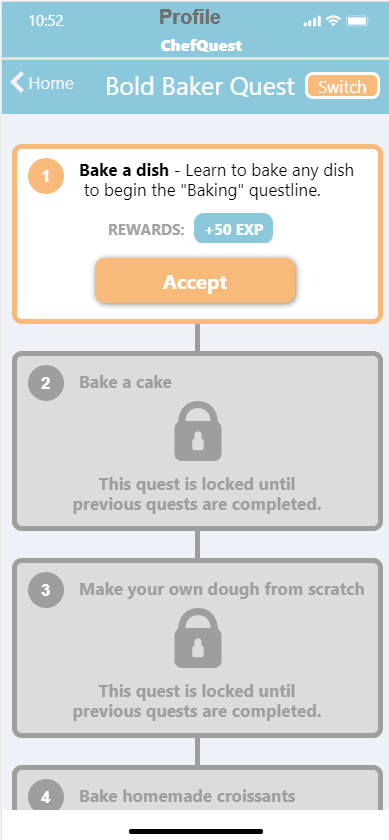 10:52
Profile
ChefQuest
Home
Bold Baker Quest
Switch
1
Bake a dish - Learn to bake any dish
to begin the "Baking" questline.
REWARDS: +50 EXP
Accept
2
Bake a cake
This quest is locked until
previous quests are completed.
3
Make your own dough from scratch
This quest is locked until
previous quests are completed.
4
Bake homemade croissants